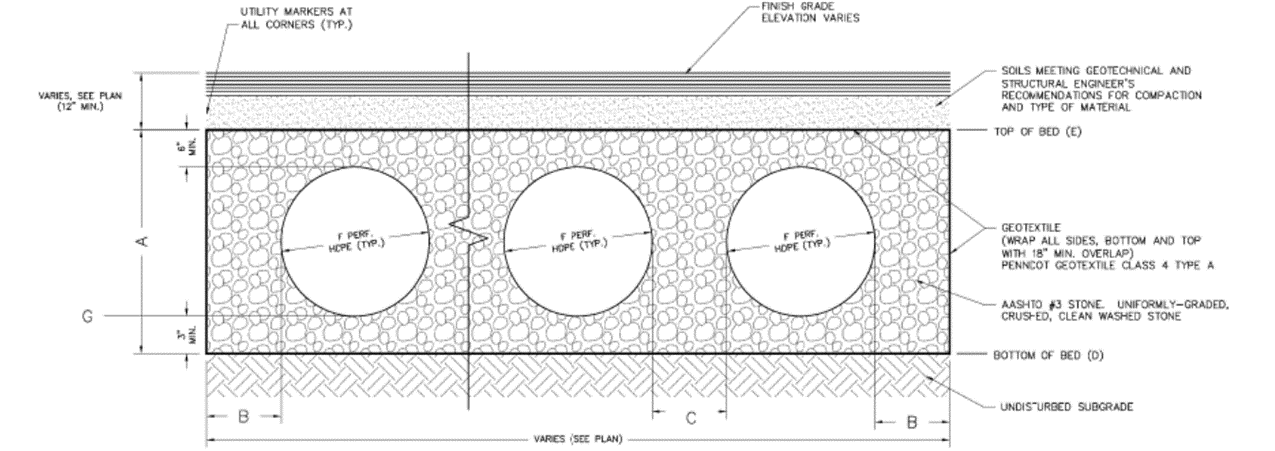 UTILITY MARKERS AT
ALL CORNERS (TYP.)
FINISH GRADE
ELEVATION VARIES
VARIES, SEE PLAN
(12" MIN.)
SOILS MEETING GEOTECHNICAL AND
STRUCTURAL ENGINEER'S
RECOMMENDATIONS FOR COMPACTION
AND TYPE OF MATERIAL
TOP OF BED (E)
6"
MIN.
A
F PERF.
HDPE (TYP.)
F PERF.
HDPE (TYP.)
F PERF.
HDPE (TYP.)
GEOTEXTILE
(WRAP ALL SIDES, BOTTOM AND TOP
WITH 18" MIN. OVERLAP)
PENNDOT GEOTEXTILE CLASS 4 TYPE A
AASHTO #3 STONE. UNIFORMLY-GRADED,
CRUSHED, CLEAN WASHED STONE
G
3"
MIN.
BOTTOM OF BED (D)
UNDISTURBED SUBGRADE
B
C
B
VARIES (SEE PLAN)